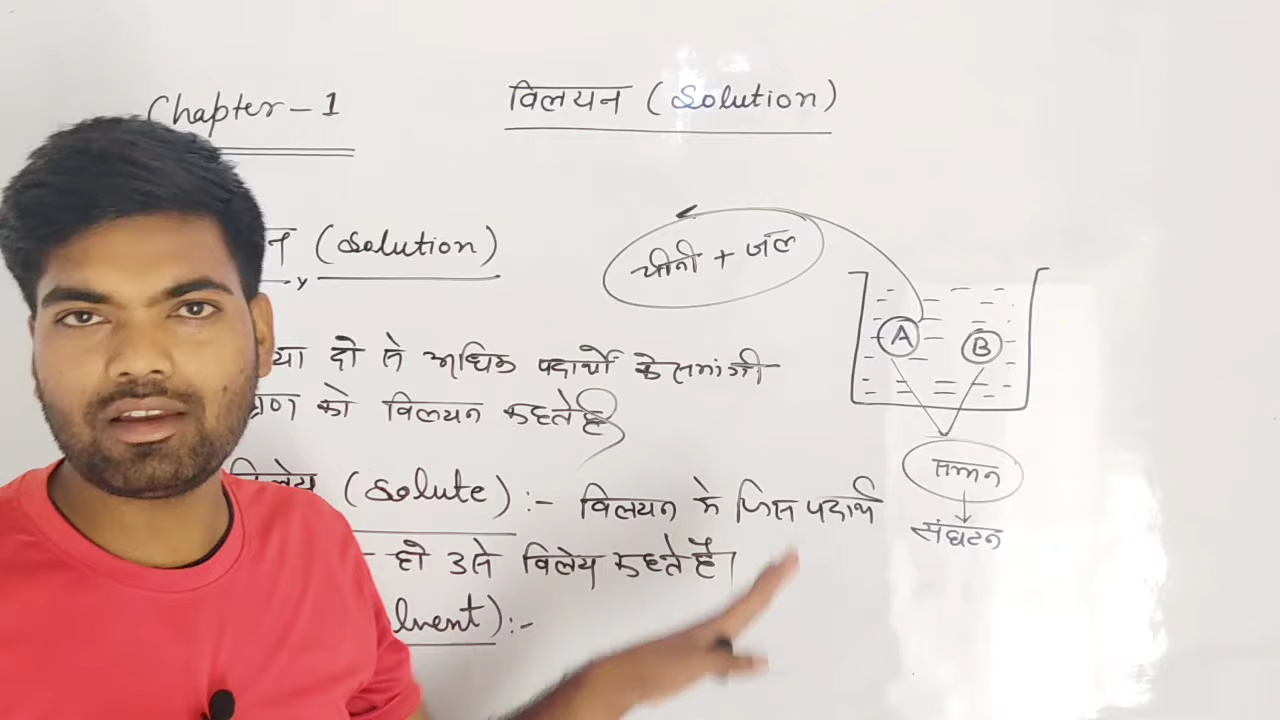 Chapter-1
विलयन (Solution)
न (Solution)
चीनी + जल
या दो से अधिक पदार्थो के समांगी
को विलयन कहते है
A B
विलेय (Solute) :- विलयन के जिस पदार्थ
समान
संघटन
हो उसे विलेय कहते है।
lvent) :-